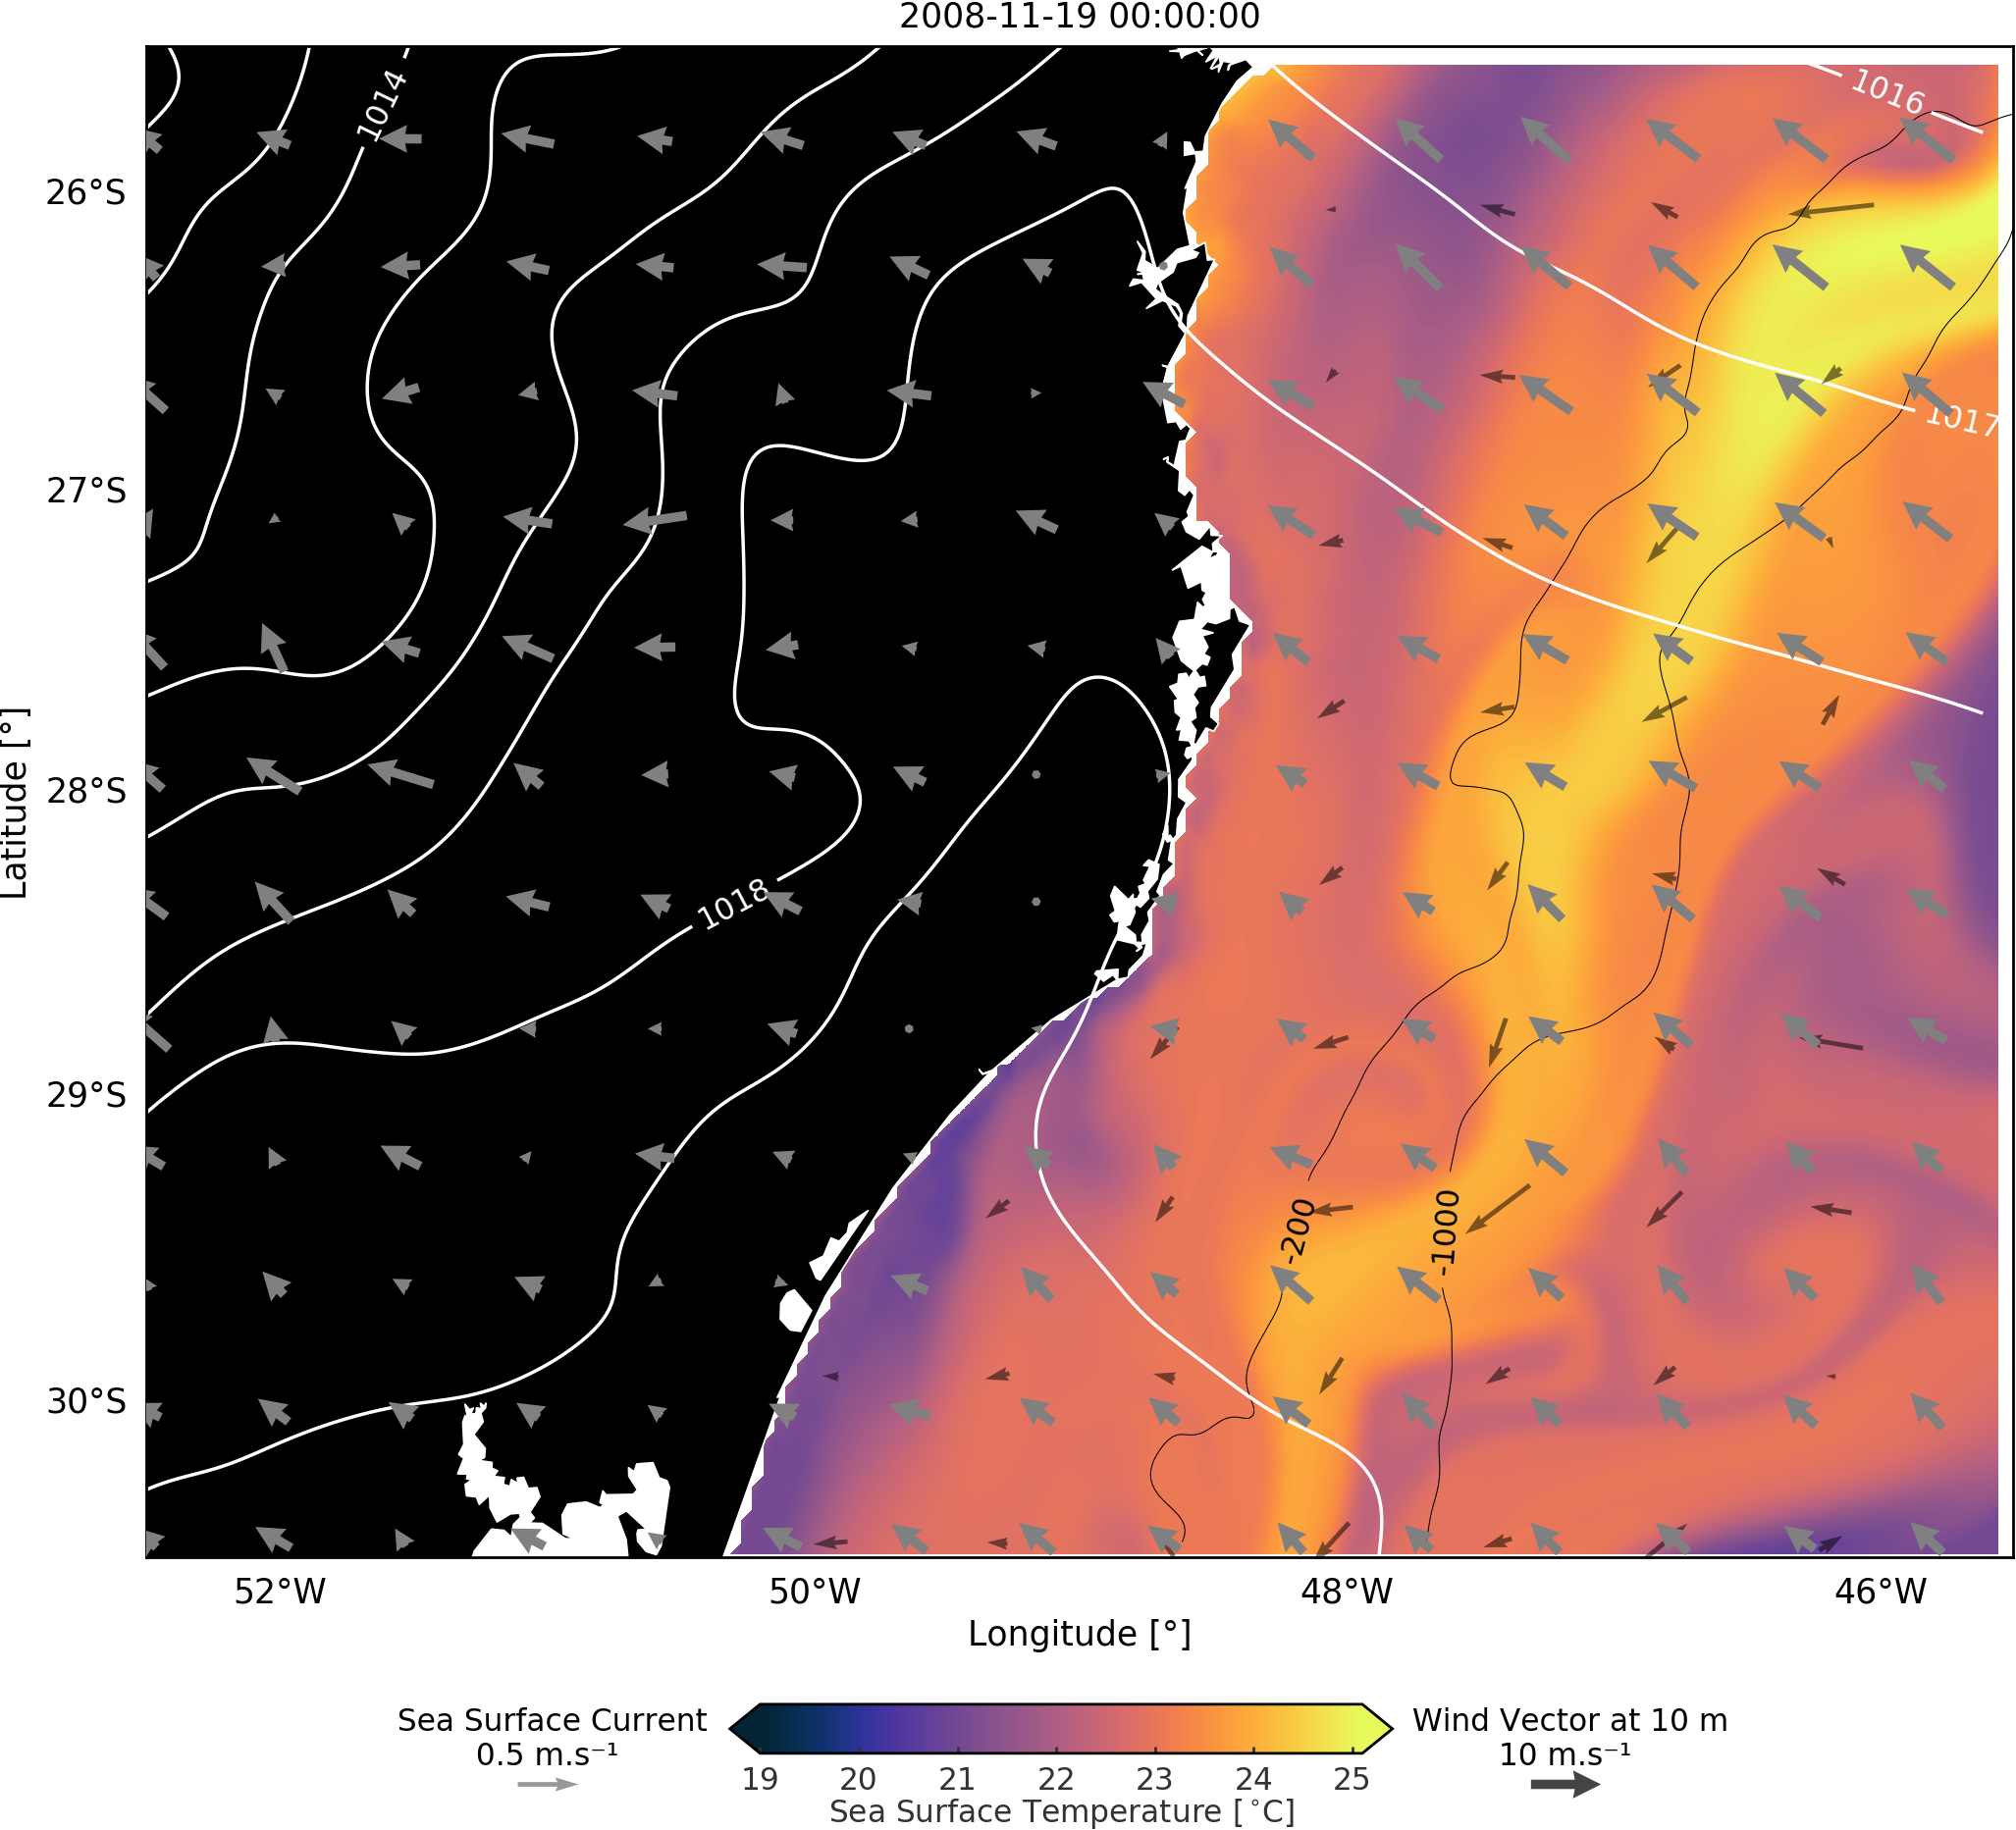 2008-11-19 00:00:00
1014
1016
1017
1018
-200
-1000
26°S
27°S
28°S
29°S
30°S
Latitude [°]
52°W
50°W
48°W
46°W
Longitude [°]
Sea Surface Current
0.5 m.s⁻¹
19
20
21
22
23
24
25
Sea Surface Temperature [°C]
Wind Vector at 10 m
10 m.s⁻¹